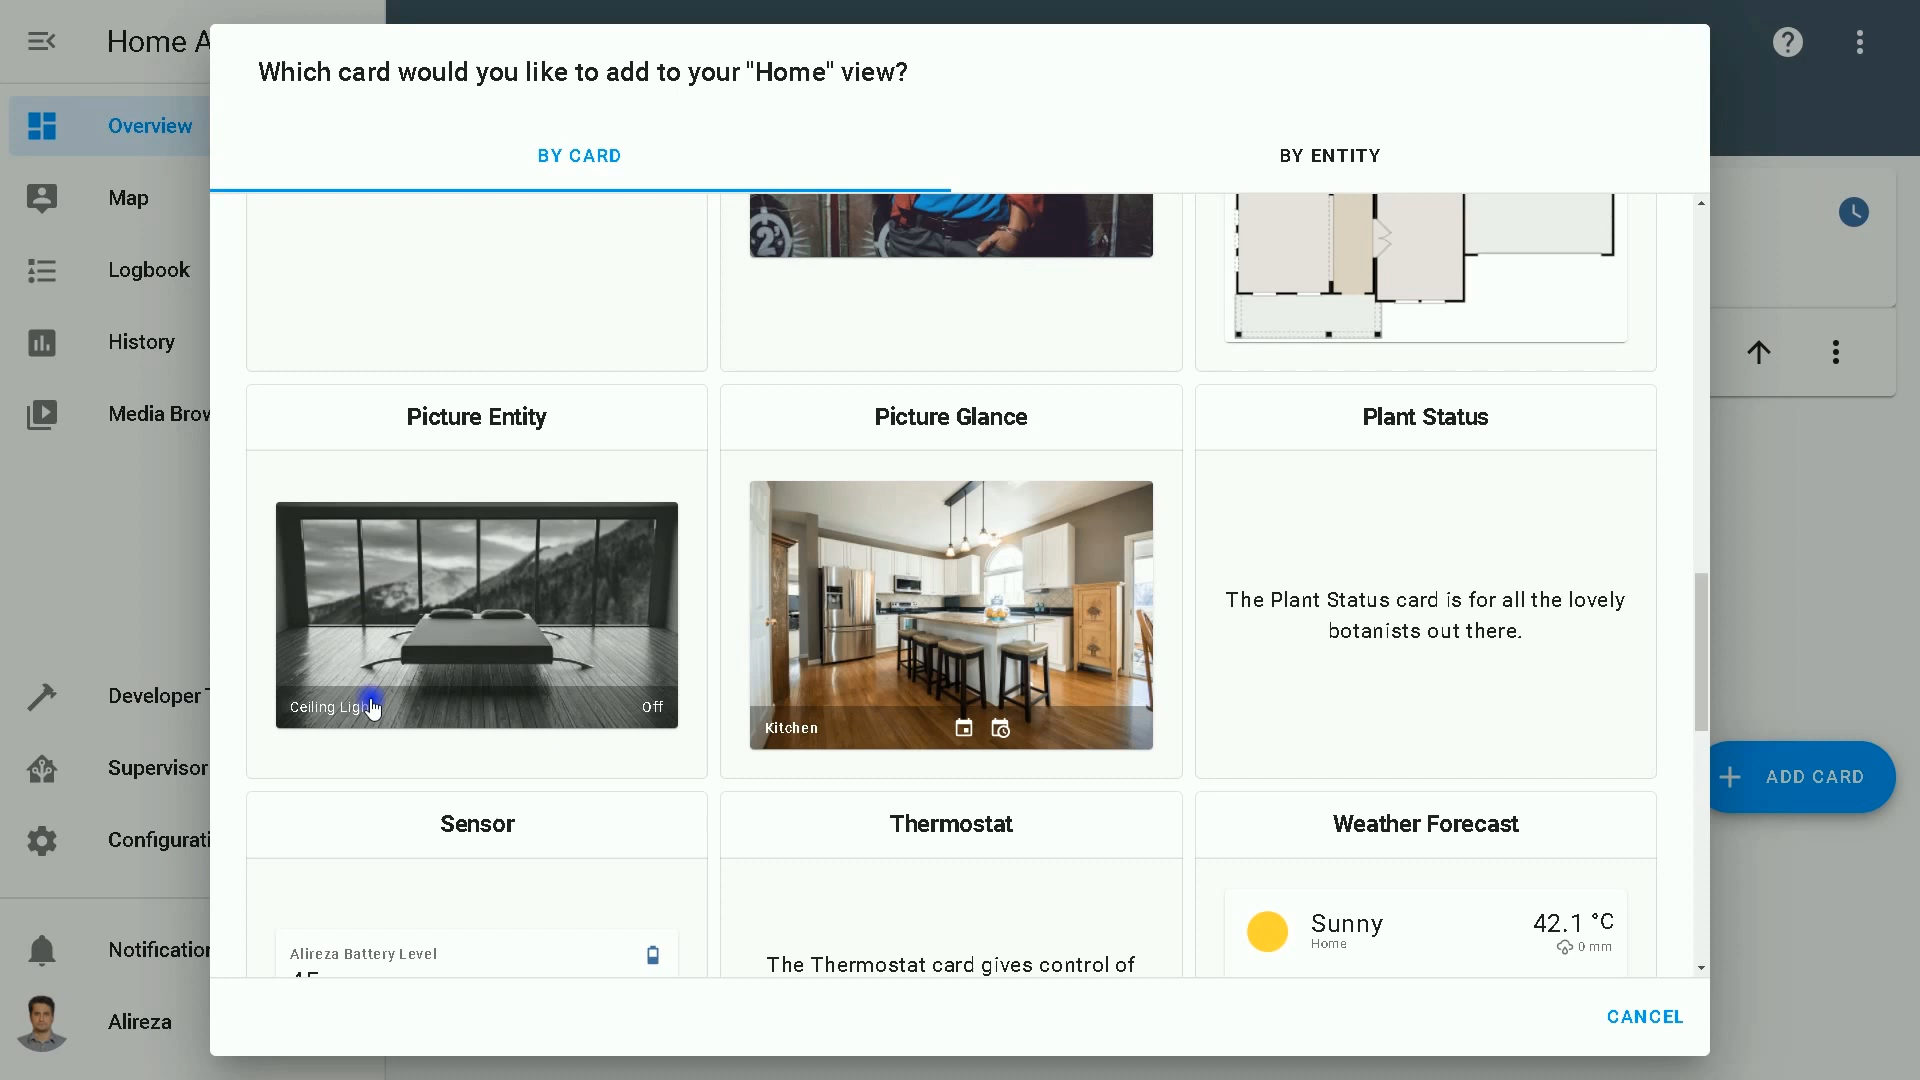 Home A
Which card would you like to add to your "Home" view?
BY CARD
BY ENTITY
Overview
Map
Logbook
History
Media Brow
Developer
Supervisor
Configurati
Notification
Alireza
Picture Entity
Picture Glance
Plant Status
Ceiling Ligh
Off
Kitchen
The Plant Status card is for all the lovely
botanists out there.
Sensor
Thermostat
Weather Forecast
Alireza Battery Level
The Thermostat card gives control of
Sunny
Home
42.1 °C
0 mm
ADD CARD
CANCEL